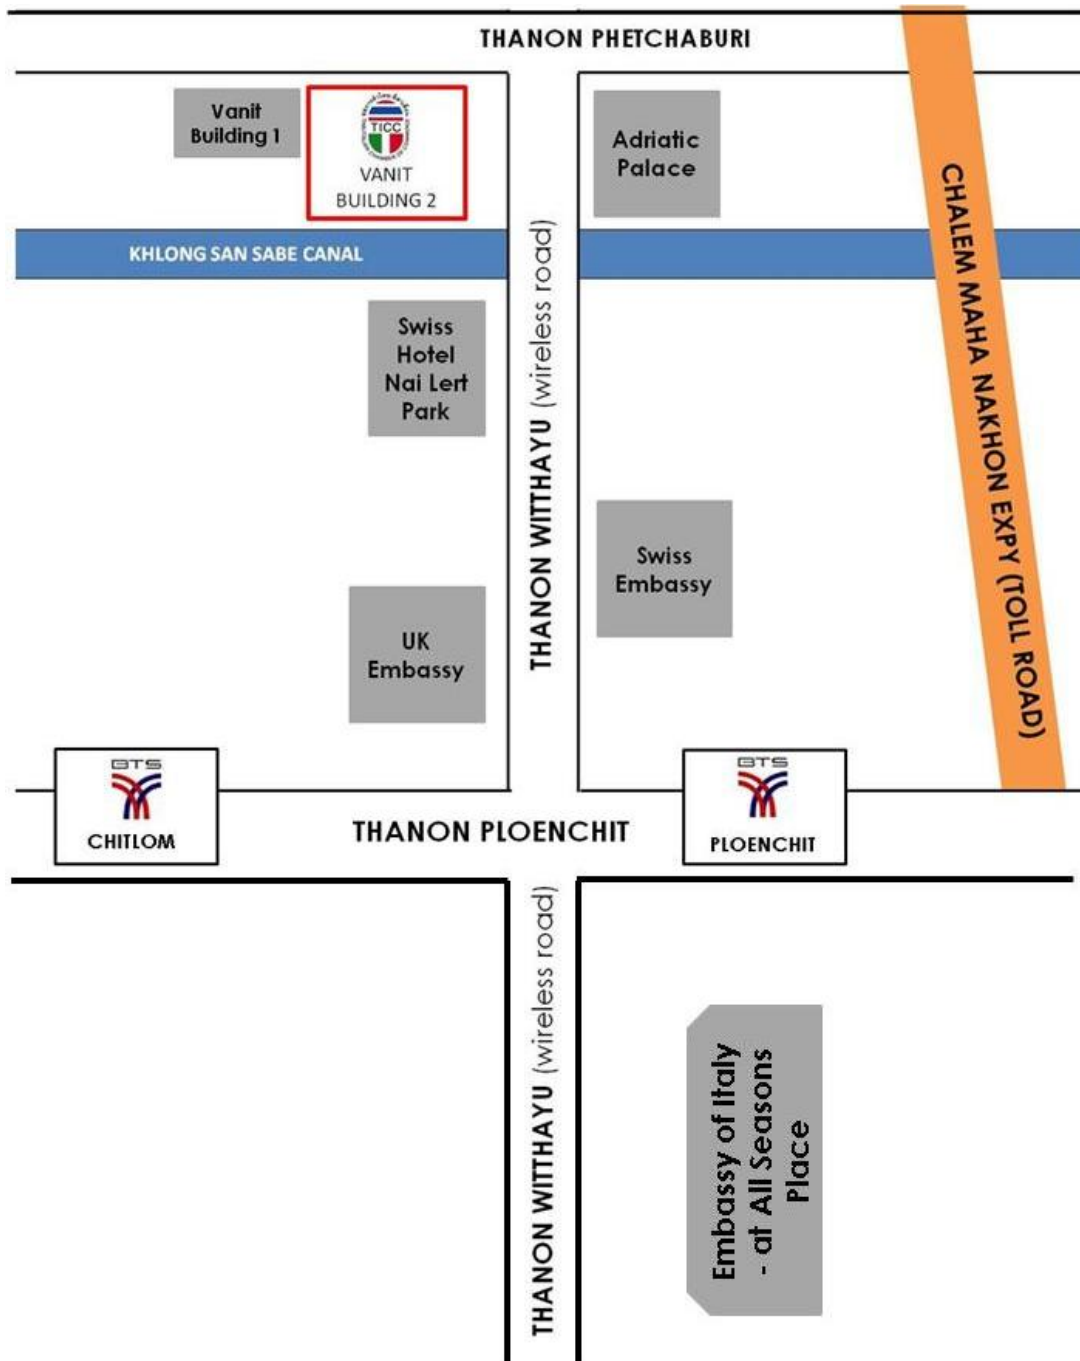 THANON PHETCHABURI
Vanit
Building 1
TICC
VANIT
BUILDING 2
Adriatic
Palace
KHLONG SAN SABE CANAL
CHALEM MAHA NAKHON EXPY (TOLL ROAD)
THANON WITTHAYU (wireless road)
Swiss
Hotel
Nai Lert
Park
Swiss
Embassy
UK
Embassy
BTS
CHITLOM
THANON PLOENCHIT
BTS
PLOENCHIT
THANON WITTHAYU (wireless road)
Embassy of Italy
- at All Seasons
Place